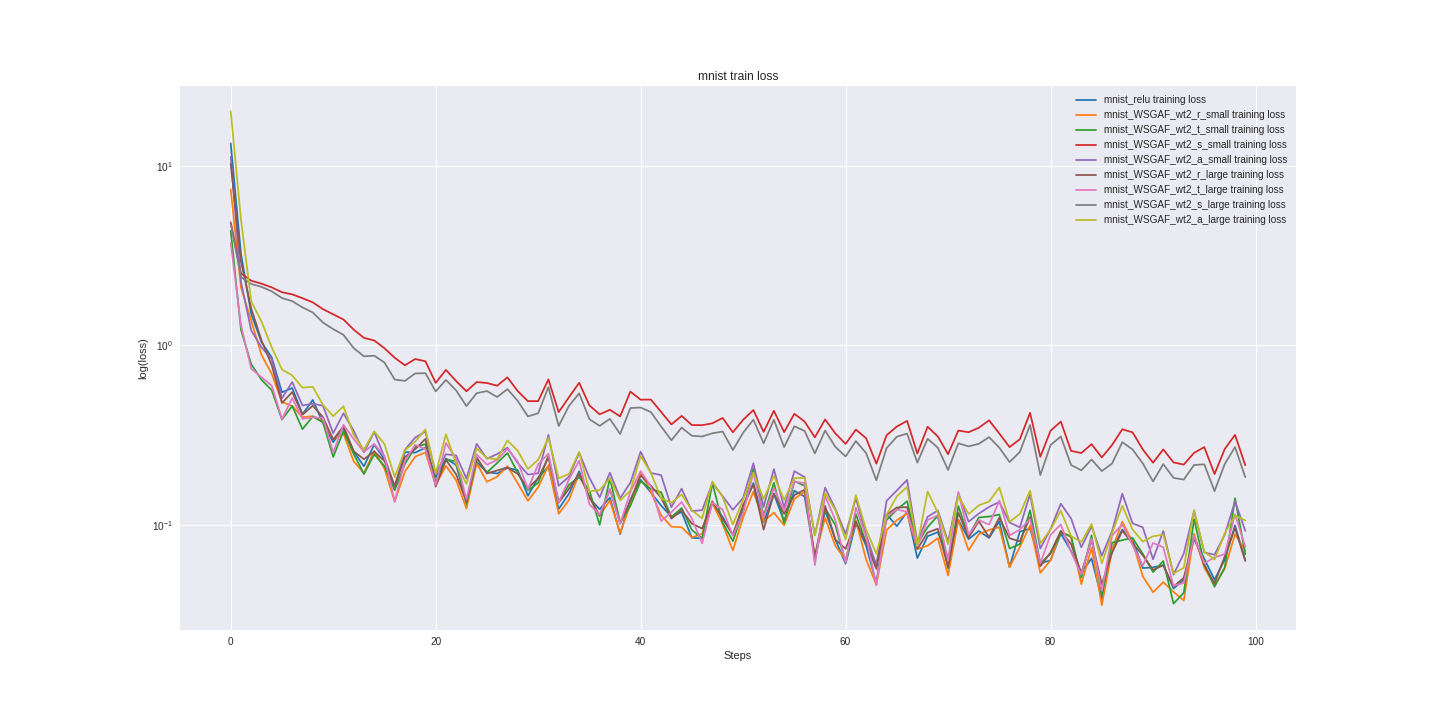 mnist train loss
mnist_relu training loss
mnist_WSGAF_wt2_r_small training loss
mnist_WSGAF_wt2_t_small training loss
mnist_WSGAF_wt2_s_small training loss
mnist_WSGAF_wt2_a_small training loss
mnist_WSGAF_wt2_r_large training loss
mnist_WSGAF_wt2_t_large training loss
mnist_WSGAF_wt2_s_large training loss
mnist_WSGAF_wt2_a_large training loss
log(loss)
10¹
10⁰
10⁻¹
0 20 40 60 80 100
Steps